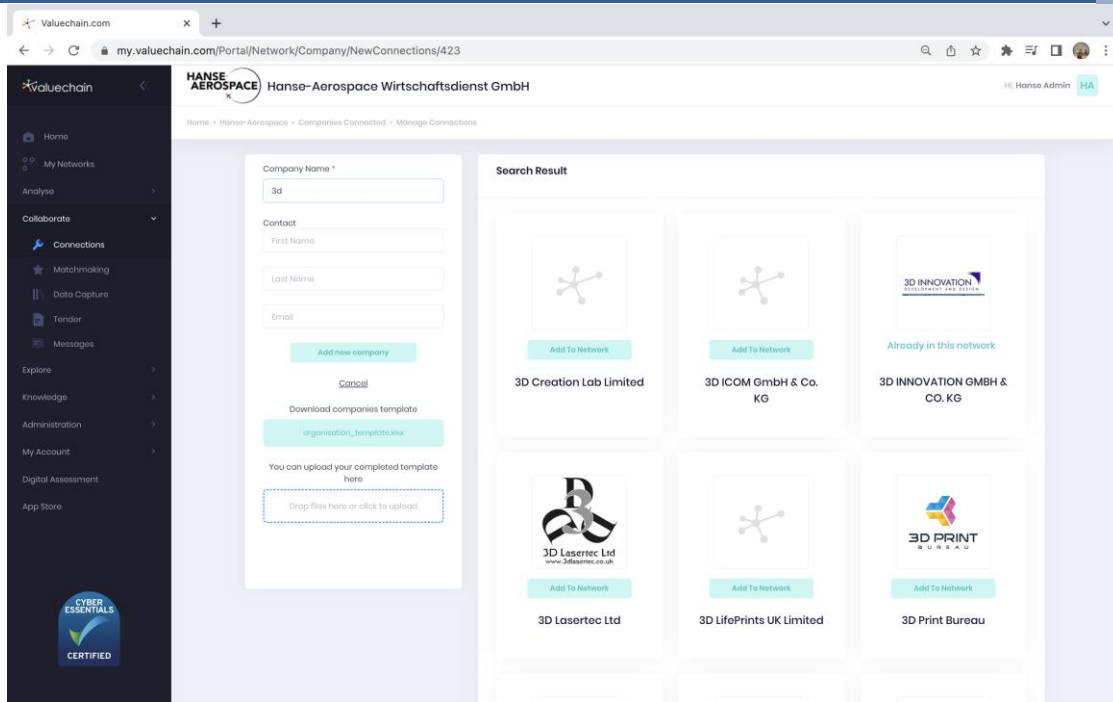 Valuechain.com
my.valuechain.com/Portal/Network/Company/NewConnections/423
valuechain
HANSE
AEROSPACE
Hanse-Aerospace Wirtschaftsdienst GmbH
Hi, Hanse Admin HA
Home • Hanse-Aerospace • Companies Connected • Manage Connections
Home
My Networks
Analyse
Collaborate
Connections
Matchmaking
Data Capture
Tender
Messages
Explore
Knowledge
Administration
My Account
Digital Assessment
App Store
CYBER
ESSENTIALS
CERTIFIED
Company Name *
3d
Contact
First Name
Last Name
Email
Add new company
Cancel
Download companies template
organisation_template.xlsx
You can upload your completed template
here
Drop files here or click to upload
Search Result
Add To Network
3D Creation Lab Limited
Add To Network
3D ICOM GmbH & Co.
KG
3D INNOVATION
DEVELOPMENT AND DESIGN
Already in this network
3D INNOVATION GMBH &
CO. KG
3D Lasertec Ltd
www.3dlasertec.co.uk
Add To Network
3D Lasertec Ltd
Add To Network
3D LifePrints UK Limited
3D PRINT
BUREAU
Add To Network
3D Print Bureau